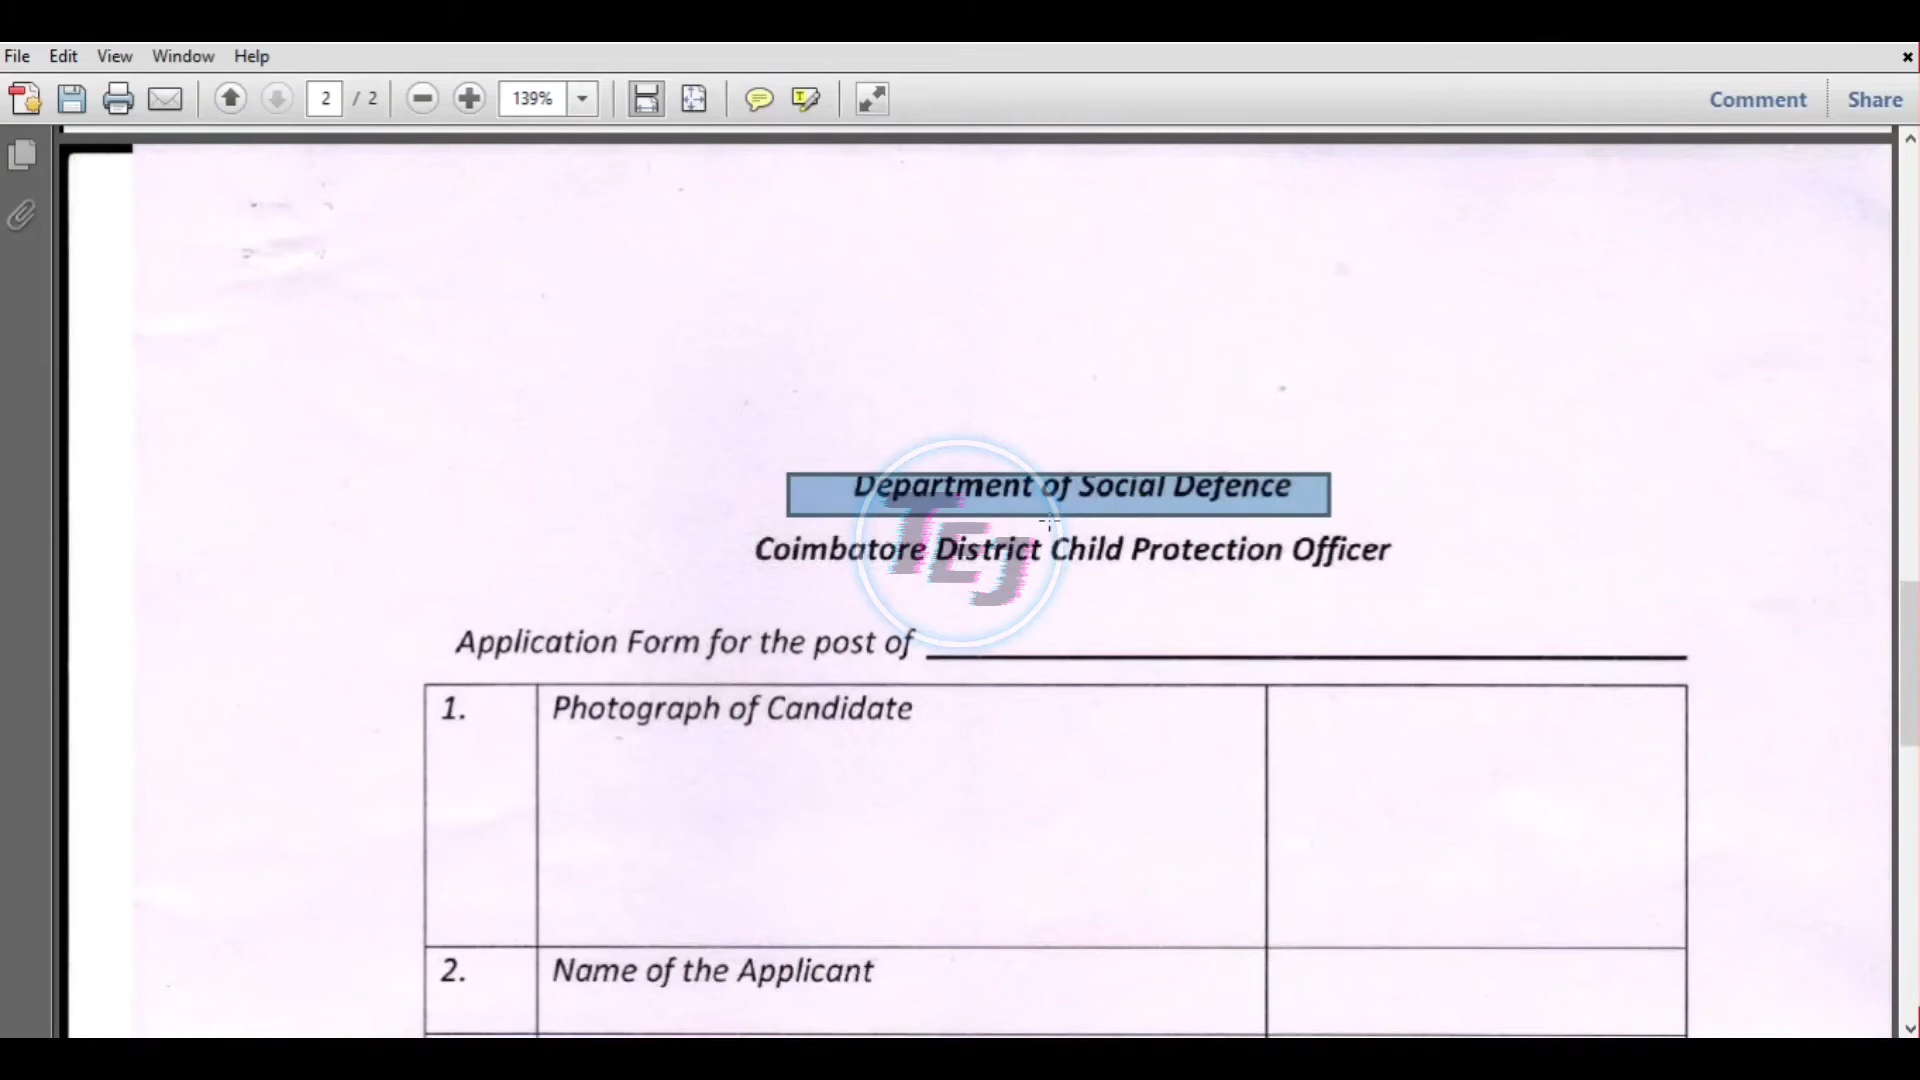 File Edit View Window Help
2 / 2 139% Comment Share
Department of Social Defence
Coimbatore District Child Protection Officer
TEJ
Application Form for the post of
1. Photograph of Candidate
2. Name of the Applicant